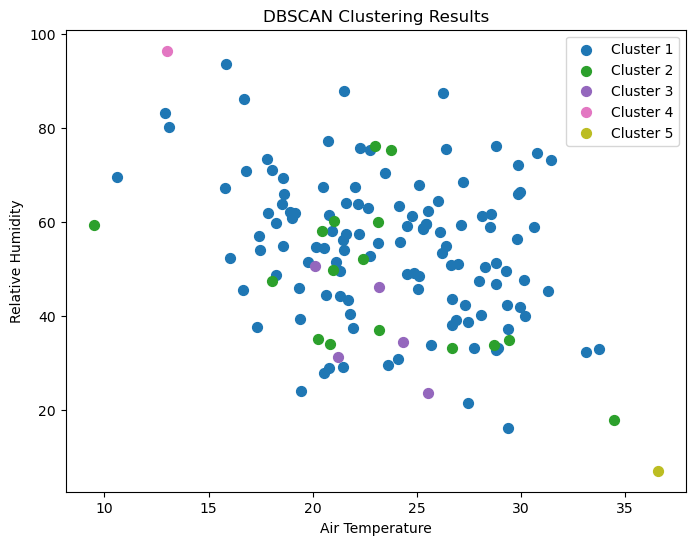 DBSCAN Clustering Results
100
80
60
40
20
Relative Humidity
10 15 20 25 30 35
Air Temperature
Cluster 1
Cluster 2
Cluster 3
Cluster 4
Cluster 5